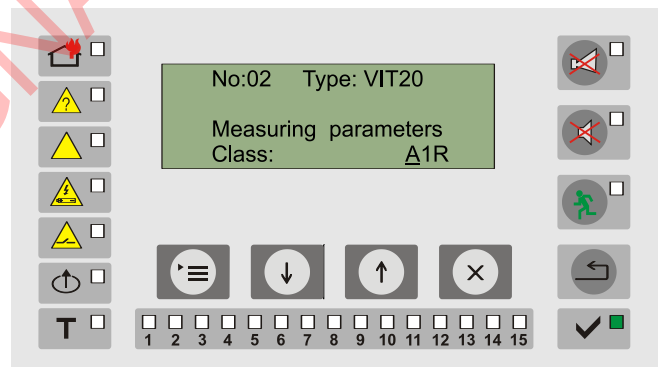 No:02 Type: VIT20
Measuring parameters
Class: A1R
?
T
1 2 3 4 5 6 7 8 9 10 11 12 13 14 15